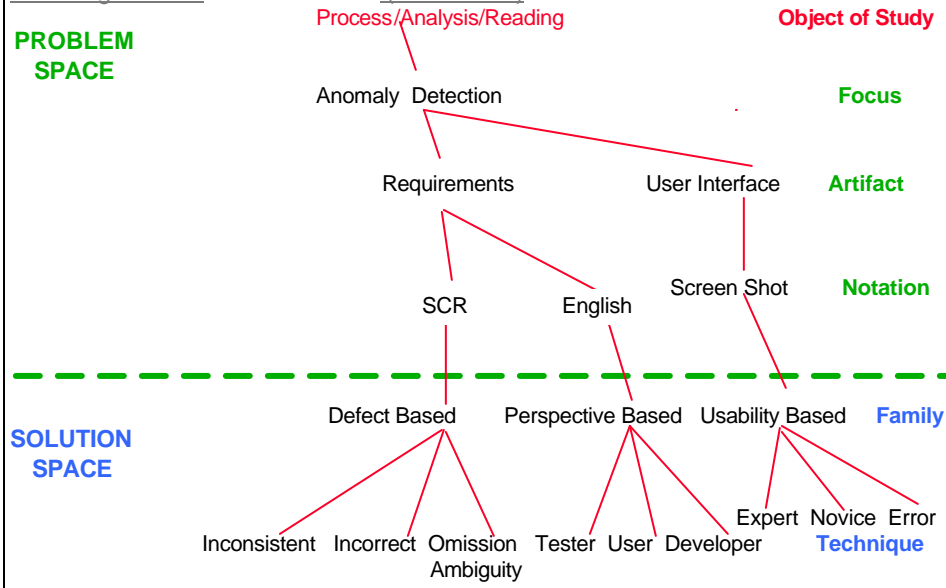 Process/Analysis/Reading Object of Study
PROBLEM
SPACE
Anomaly Detection Focus
Requirements User Interface Artifact
Screen Shot Notation
SCR English
Defect Based Perspective Based Usability Based Family
SOLUTION
SPACE
Expert Novice Error
Inconsistent Incorrect Omission Tester User Developer Technique
Ambiguity